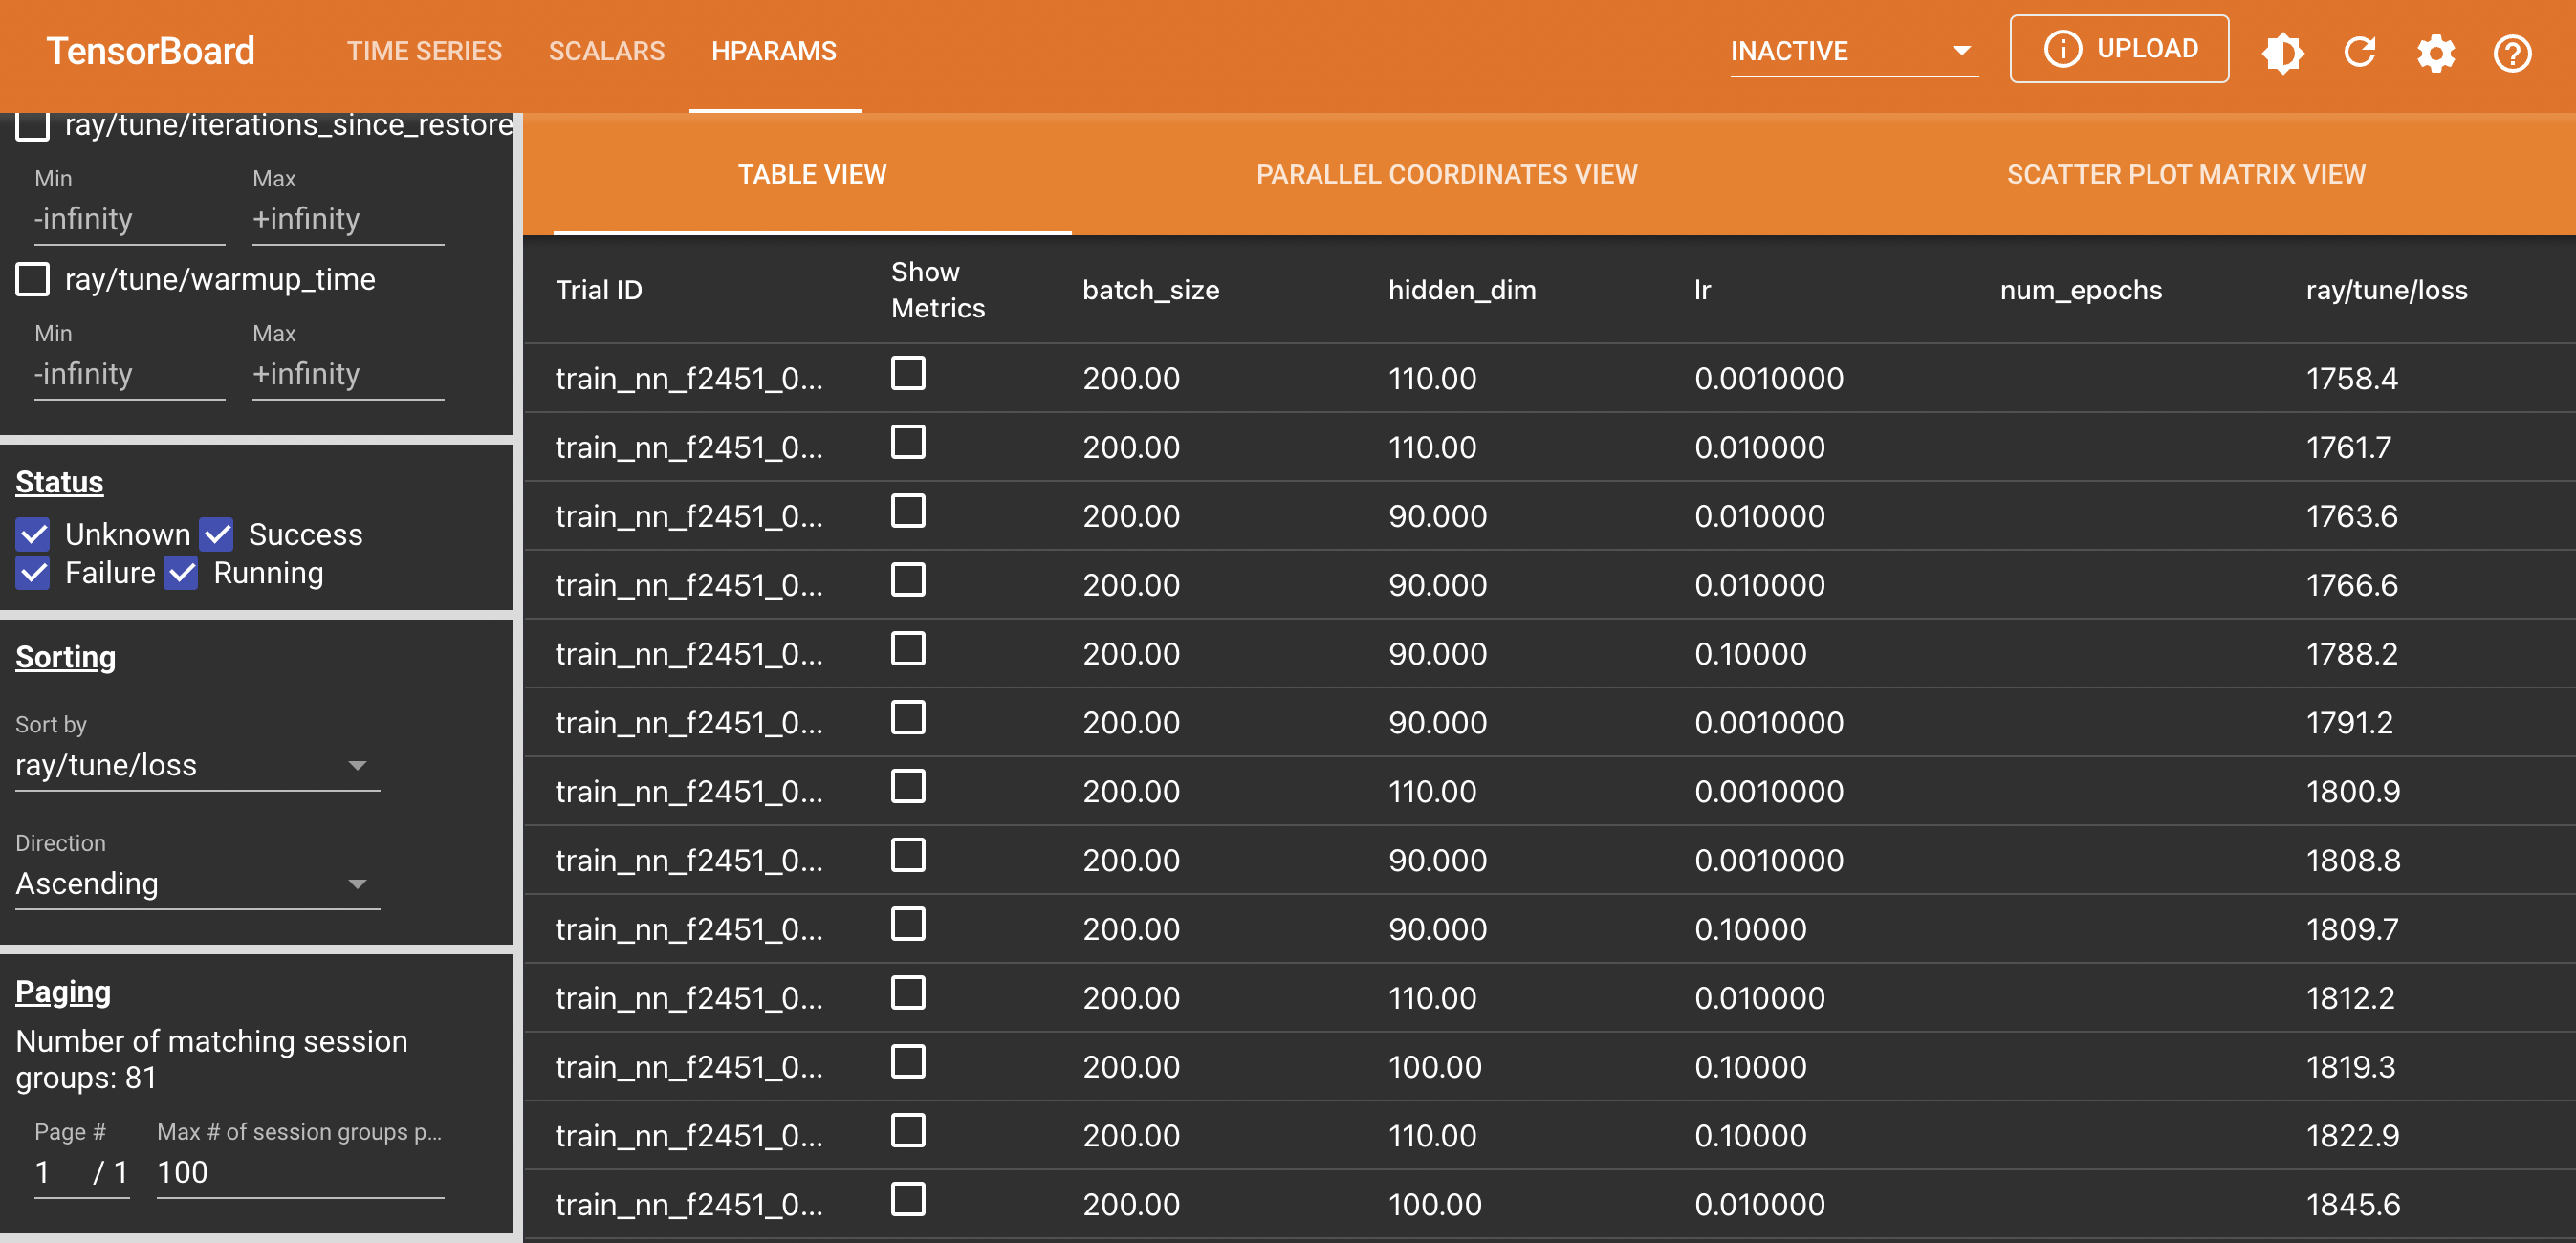 TensorBoard TIME SERIES SCALARS HPARAMS INACTIVE UPLOAD
ray/tune/iterations_since_restore
Min Max
-infinity +infinity
ray/tune/warmup_time
Min Max
-infinity +infinity
Status
Unknown Success
Failure Running
Sorting
Sort by
ray/tune/loss
Direction
Ascending
Paging
Number of matching session
groups: 81
Page # Max # of session groups p...
1 / 1 100
TABLE VIEW PARALLEL COORDINATES VIEW SCATTER PLOT MATRIX VIEW
Trial ID Show Metrics batch_size hidden_dim lr num_epochs ray/tune/loss
train_nn_f2451_0... 200.00 110.00 0.0010000 1758.4
train_nn_f2451_0... 200.00 110.00 0.010000 1761.7
train_nn_f2451_0... 200.00 90.000 0.010000 1763.6
train_nn_f2451_0... 200.00 90.000 0.010000 1766.6
train_nn_f2451_0... 200.00 90.000 0.10000 1788.2
train_nn_f2451_0... 200.00 90.000 0.0010000 1791.2
train_nn_f2451_0... 200.00 110.00 0.0010000 1800.9
train_nn_f2451_0... 200.00 90.000 0.0010000 1808.8
train_nn_f2451_0... 200.00 90.000 0.10000 1809.7
train_nn_f2451_0... 200.00 110.00 0.010000 1812.2
train_nn_f2451_0... 200.00 100.00 0.10000 1819.3
train_nn_f2451_0... 200.00 110.00 0.10000 1822.9
train_nn_f2451_0... 200.00 100.00 0.010000 1845.6